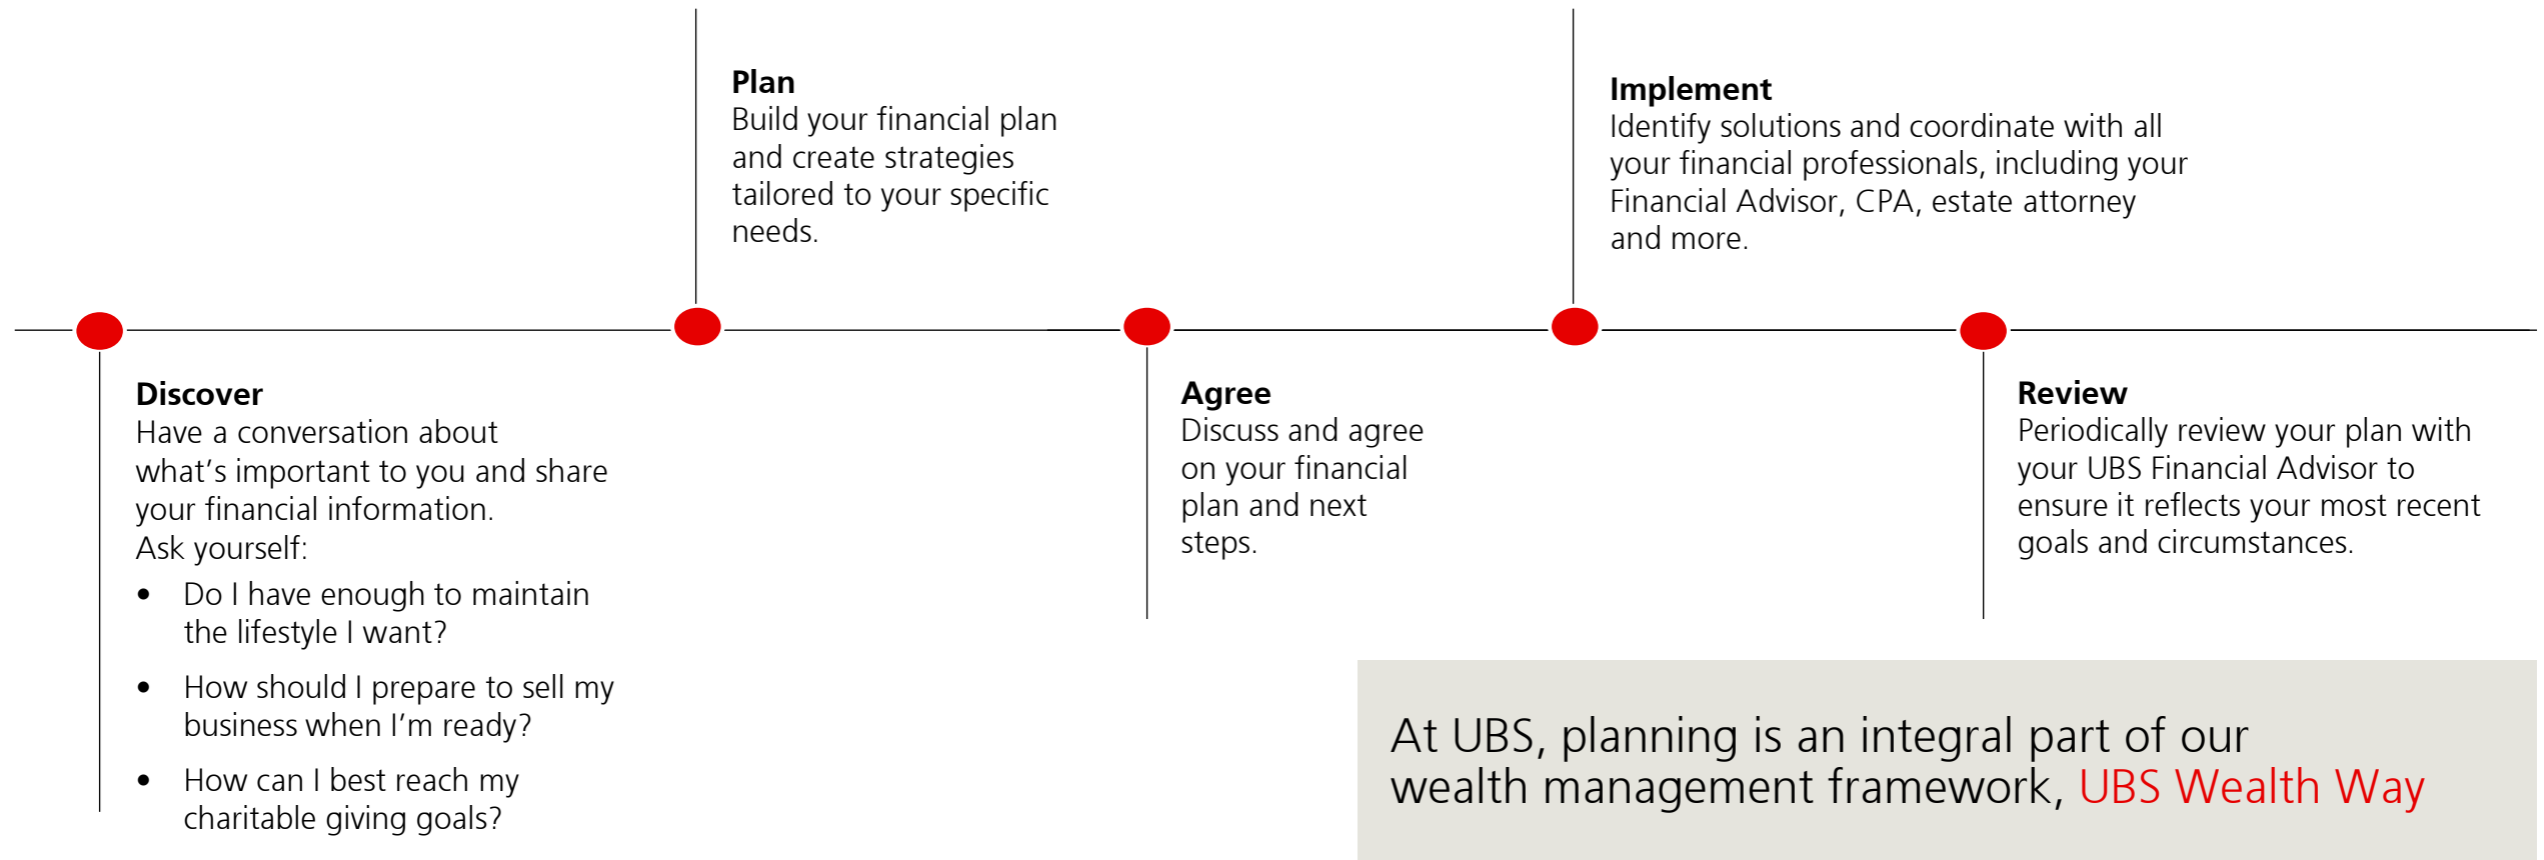 Plan
Build your financial plan
and create strategies
tailored to your specific
needs.
Implement
Identify solutions and coordinate with all
your financial professionals, including your
Financial Advisor, CPA, estate attorney
and more.
Discover
Have a conversation about
what’s important to you and share
your financial information.
Ask yourself:
• Do I have enough to maintain
the lifestyle I want?
• How should I prepare to sell my
business when I’m ready?
• How can I best reach my
charitable giving goals?
Agree
Discuss and agree
on your financial
plan and next
steps.
Review
Periodically review your plan with
your UBS Financial Advisor to
ensure it reflects your most recent
goals and circumstances.
At UBS, planning is an integral part of our
wealth management framework, UBS Wealth Way